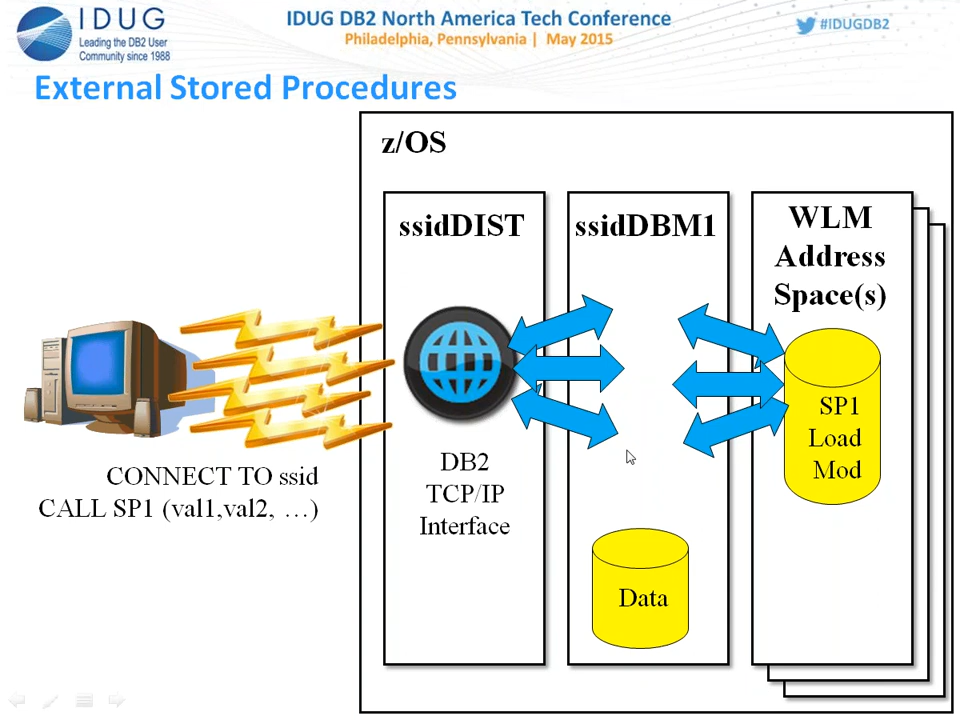 IDUG
Leading the DB2 User
Community since 1988
IDUG DB2 North America Tech Conference
Philadelphia, Pennsylvania | May 2015
#IDUGDB2
External Stored Procedures
z/OS
ssidDIST
ssidDBM1
WLM
Address
Space(s)
SP1
Load
Mod
CONNECT TO ssid
CALL SP1 (val1,val2, …)
DB2
TCP/IP
Interface
Data